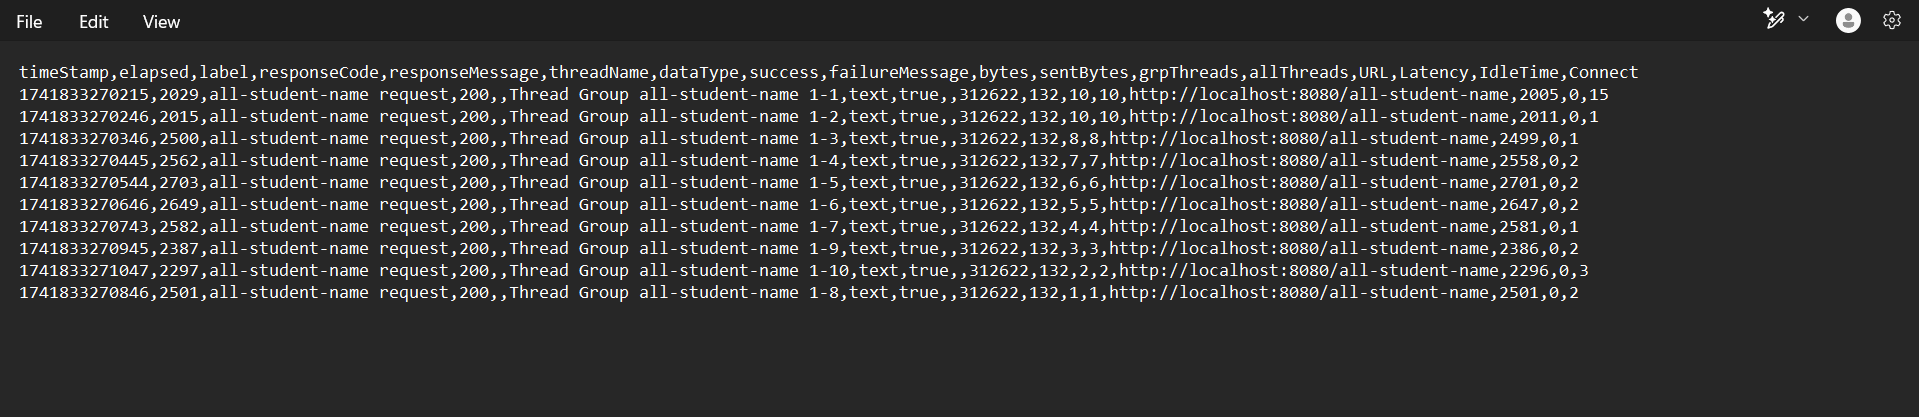 File Edit View
timeStamp,elapsed,label,responseCode,responseMessage,threadName,dataType,success,failureMessage,bytes,sentBytes,grpThreads,allThreads,URL,Latency,IdleTime,Connect
1741833270215,2029,all-student-name request,200,,Thread Group all-student-name 1-1,text,true,,312622,132,10,10,http://localhost:8080/all-student-name,2005,0,15
1741833270246,2015,all-student-name request,200,,Thread Group all-student-name 1-2,text,true,,312622,132,10,10,http://localhost:8080/all-student-name,2011,0,1
1741833270346,2500,all-student-name request,200,,Thread Group all-student-name 1-3,text,true,,312622,132,8,8,http://localhost:8080/all-student-name,2499,0,1
1741833270445,2562,all-student-name request,200,,Thread Group all-student-name 1-4,text,true,,312622,132,7,7,http://localhost:8080/all-student-name,2558,0,2
1741833270544,2703,all-student-name request,200,,Thread Group all-student-name 1-5,text,true,,312622,132,6,6,http://localhost:8080/all-student-name,2701,0,2
1741833270646,2649,all-student-name request,200,,Thread Group all-student-name 1-6,text,true,,312622,132,5,5,http://localhost:8080/all-student-name,2647,0,2
1741833270743,2582,all-student-name request,200,,Thread Group all-student-name 1-7,text,true,,312622,132,4,4,http://localhost:8080/all-student-name,2581,0,1
1741833270945,2387,all-student-name request,200,,Thread Group all-student-name 1-9,text,true,,312622,132,3,3,http://localhost:8080/all-student-name,2386,0,2
1741833271047,2297,all-student-name request,200,,Thread Group all-student-name 1-10,text,true,,312622,132,2,2,http://localhost:8080/all-student-name,2296,0,3
1741833270846,2501,all-student-name request,200,,Thread Group all-student-name 1-8,text,true,,312622,132,1,1,http://localhost:8080/all-student-name,2501,0,2